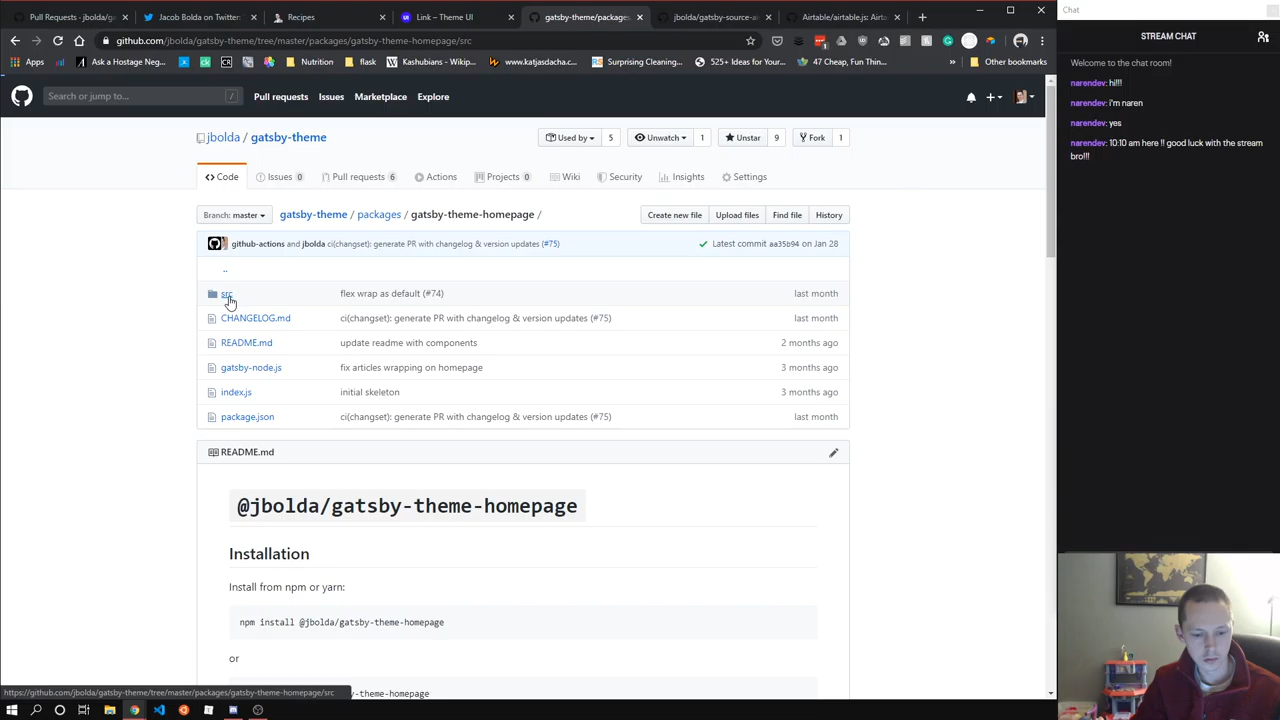 Pull Requests · jbolda/g
Jacob Bolda on Twitter:
Recipes
Link – Theme UI
gatsby-theme/packages
jbolda/gatsby-source-ai
Airtable/airtable.js: Airta
github.com/jbolda/gatsby-theme/tree/master/packages/gatsby-theme-homepage/src
Apps
Ask a Hostage Neg...
Nutrition
flask
Kashubians - Wikip...
www.katjasdacha.c...
Surprising Cleaning...
525+ Ideas for Your...
47 Cheap, Fun Thin...
Other bookmarks
Search or jump to...
/
Pull requests
Issues
Marketplace
Explore
jbolda / gatsby-theme
Used by 5
Unwatch 1
Unstar 9
Fork 1
Code
Issues 0
Pull requests 6
Actions
Projects 0
Wiki
Security
Insights
Settings
Branch: master
gatsby-theme / packages / gatsby-theme-homepage /
Create new file
Upload files
Find file
History
github-actions and jbolda ci(changset): generate PR with changelog & version updates (#75)
Latest commit aa35b94 on Jan 28
..
src flex wrap as default (#74) last month
CHANGELOG.md ci(changset): generate PR with changelog & version updates (#75) last month
README.md update readme with components 2 months ago
gatsby-node.js fix articles wrapping on homepage 3 months ago
index.js initial skeleton 3 months ago
package.json ci(changset): generate PR with changelog & version updates (#75) last month
README.md
@jbolda/gatsby-theme-homepage
Installation
Install from npm or yarn:
npm install @jbolda/gatsby-theme-homepage
or
-theme-homepage
https://github.com/jbolda/gatsby-theme/tree/master/packages/gatsby-theme-homepage/src
Chat
STREAM CHAT
Welcome to the chat room!
narendev: hi!!!
narendev: i'm naren
narendev: yes
narendev: 10:10 am here !! good luck with the stream
bro!!!